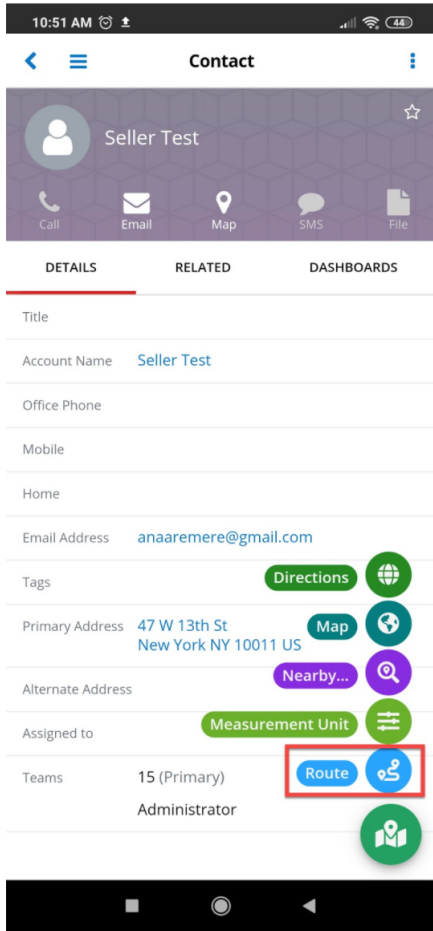 10:51 AM
44
Contact
Seller Test
Call
Email
Map
SMS
File
DETAILS
RELATED
DASHBOARDS
Title
Account Name Seller Test
Office Phone
Mobile
Home
Email Address anaaremere@gmail.com
Directions
Tags
Primary Address 47 W 13th St
Map
New York NY 10011 US
Nearby...
Alternate Address
Measurement Unit
Assigned to
Route
Teams 15 (Primary)
Administrator